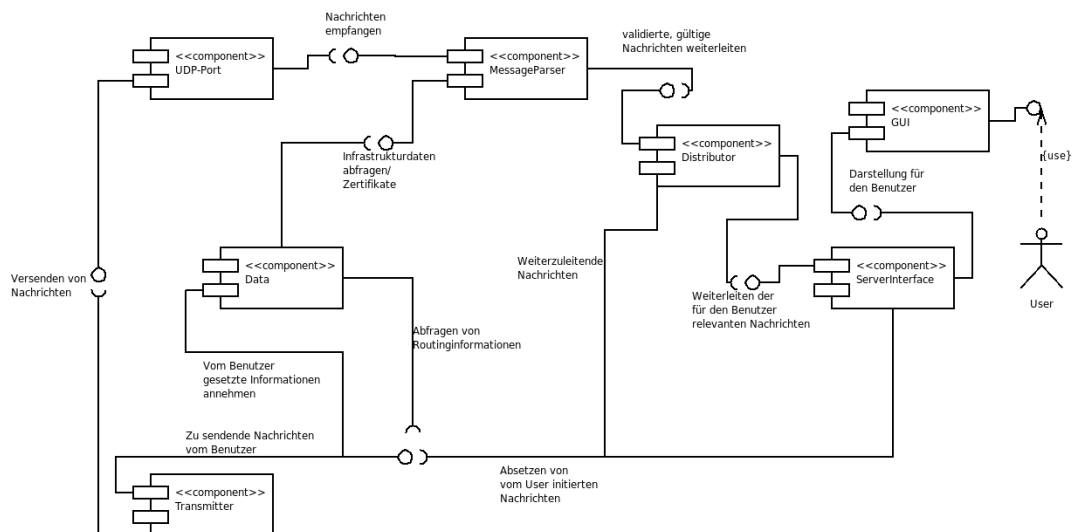 Nachrichten
empfangen
<<component>>
UDP-Port
<<component>>
MessageParser
validierte, gültige
Nachrichten weiterleiten
<<component>>
GUI
<<component>>
Distributor
{use}
Infrastrukturdaten
abfragen/
Zertifikate
Darstellung für
den Benutzer
Versenden von
Nachrichten
<<component>>
Data
Weiterzuleitende
Nachrichten
<<component>>
ServerInterface
Weiterleiten der
für den Benutzer
relevanten Nachrichten
User
Abfragen von
Routinginformationen
Vom Benutzer
gesetzte Informationen
annehmen
Zu sendende Nachrichten
vom Benutzer
Absetzen von
vom User initierten
Nachrichten
<<component>>
Transmitter